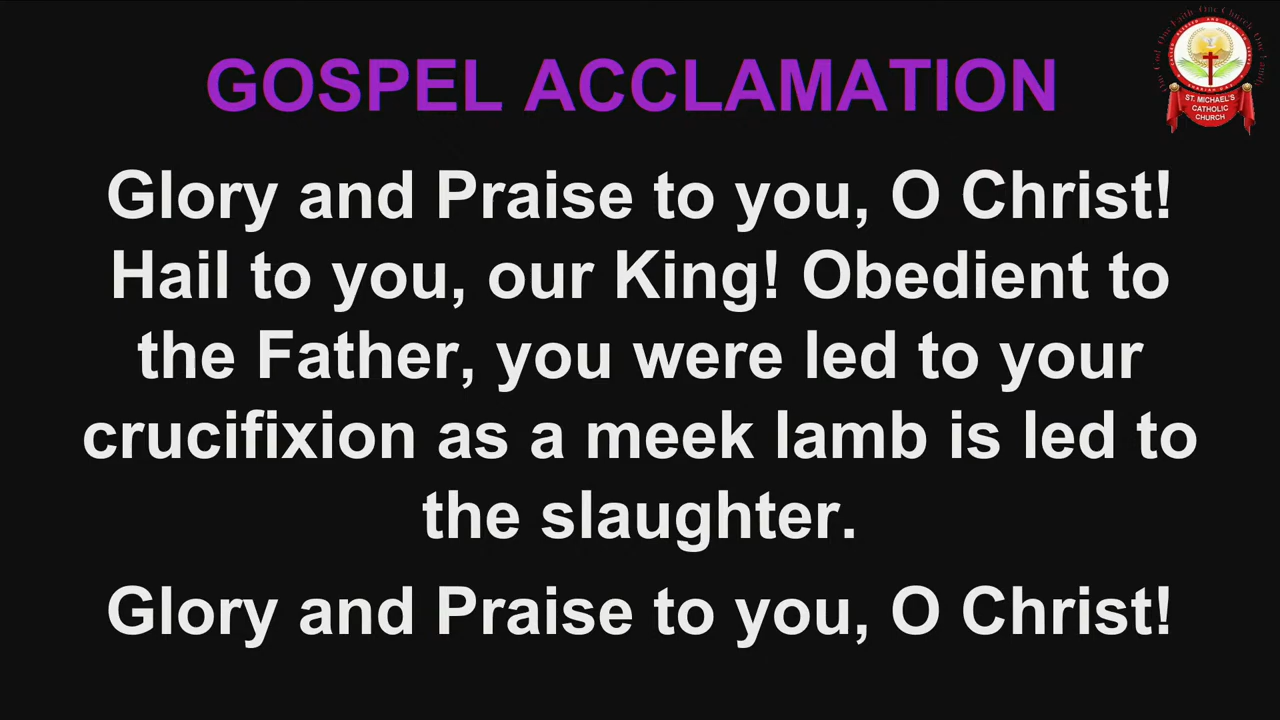 GOSPEL ACCLAMATION
Glory and Praise to you, O Christ!
Hail to you, our King! Obedient to
the Father, you were led to your
crucifixion as a meek lamb is led to
the slaughter.
Glory and Praise to you, O Christ!
ST. MICHAEL'S
CATHOLIC
CHURCH